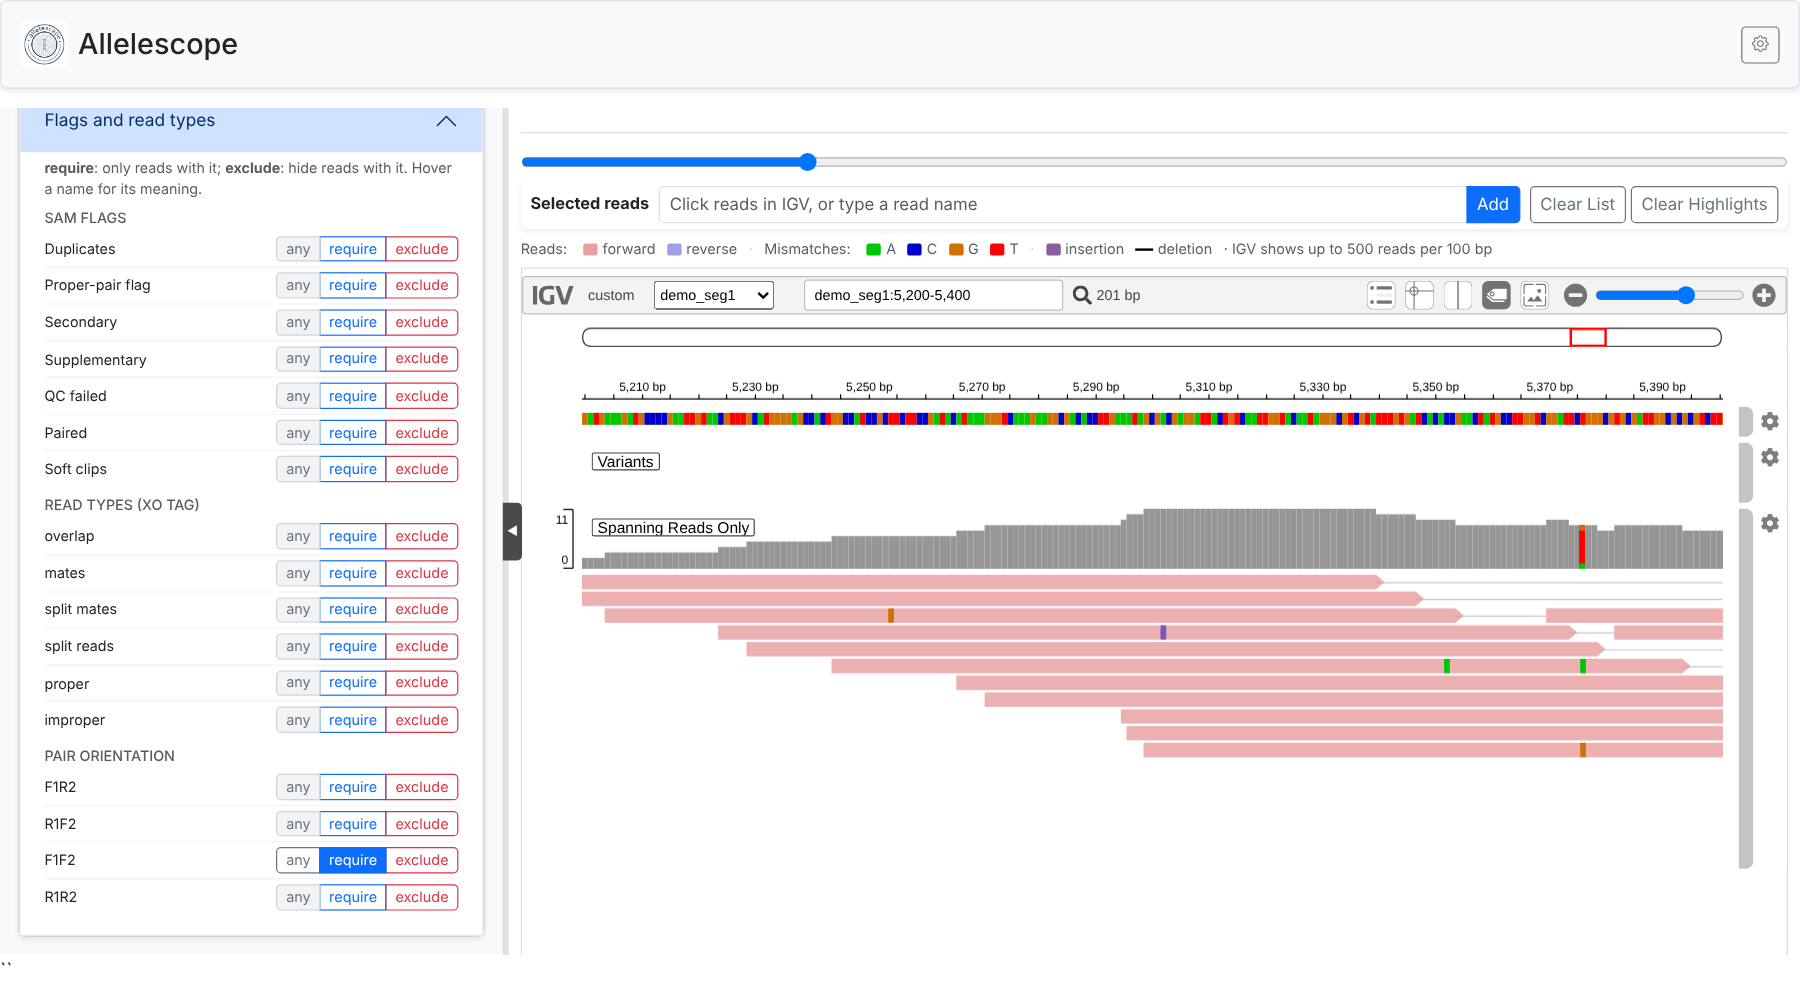 Allelescope
Flags and read types
require: only reads with it; exclude: hide reads with it. Hover
a name for its meaning.
SAM FLAGS
Duplicates any require exclude
Proper-pair flag any require exclude
Secondary any require exclude
Supplementary any require exclude
QC failed any require exclude
Paired any require exclude
Soft clips any require exclude
READ TYPES (XO TAG)
overlap any require exclude
mates any require exclude
split mates any require exclude
split reads any require exclude
proper any require exclude
improper any require exclude
PAIR ORIENTATION
F1R2 any require exclude
R1F2 any require exclude
F1F2 any require exclude
R1R2 any require exclude
``
Selected reads Click reads in IGV, or type a read name Add Clear List Clear Highlights
Reads: forward reverse · Mismatches: A C G T · insertion deletion · IGV shows up to 500 reads per 100 bp
IGV custom demo_seg1 demo_seg1:5,200-5,400 201 bp
5,210 bp 5,230 bp 5,250 bp 5,270 bp 5,290 bp 5,310 bp 5,330 bp 5,350 bp 5,370 bp 5,390 bp
Variants
11 Spanning Reads Only
0